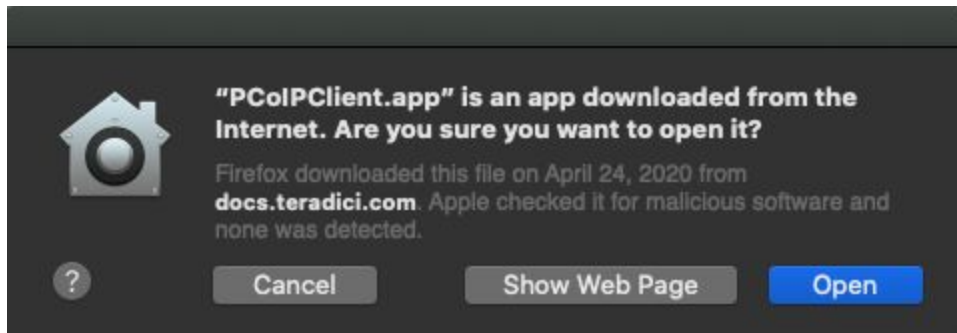 “PCoIPClient.app” is an app downloaded from the
Internet. Are you sure you want to open it?
Firefox downloaded this file on April 24, 2020 from
docs.teradici.com. Apple checked it for malicious software and
none was detected.
?
Cancel
Show Web Page
Open